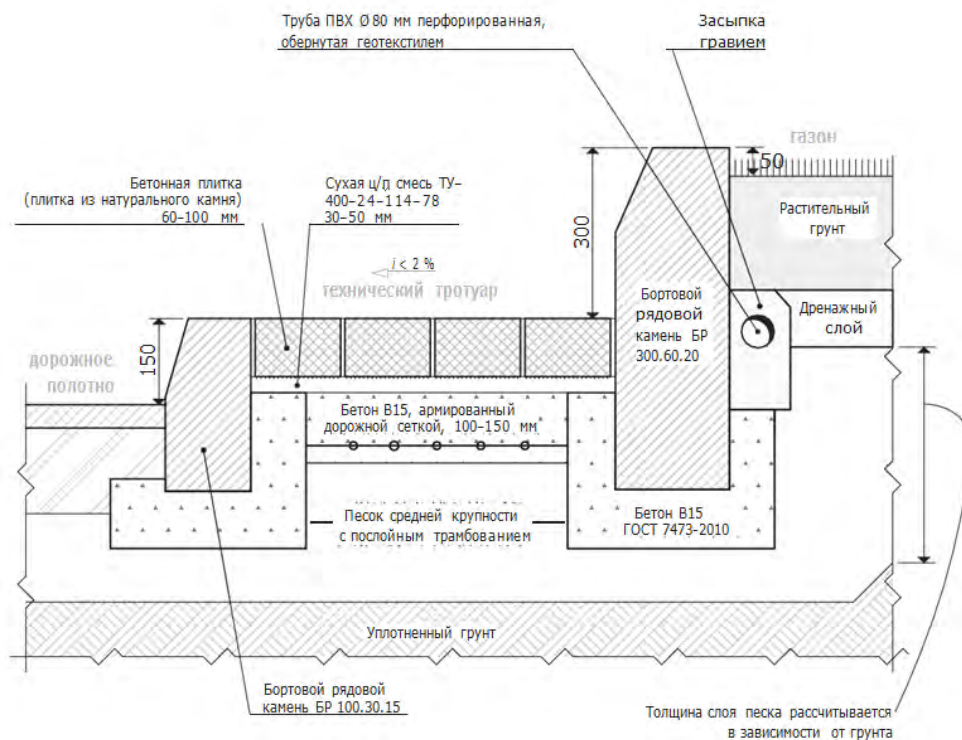 Труба ПВХ Ø 80 мм перфорированная,
обернутая геотекстилем
Засыпка
гравием
газон
50
Бетонная плитка
(плитка из натурального камня)
60–100 мм
Сухая ц/п смесь ТУ–
400–24–114–78
30–50 мм
300
Растительный
грунт
i < 2 %
технический тротуар
Бортовой
рядовой
камень БР
300.60.20
Дренажный
слой
дорожное
полотно
150
Бетон В15, армированный
дорожной сеткой, 100–150 мм
Песок средней крупности
с послойным трамбованием
Бетон В15
ГОСТ 7473–2010
Уплотненный грунт
Бортовой рядовой
камень БР 100.30.15
Толщина слоя песка рассчитывается
в зависимости от грунта